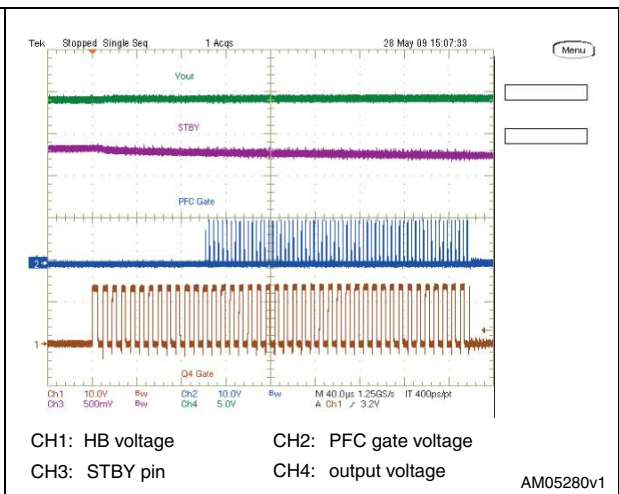 Tek Stopped Single Seq 1 Acqs 28 May 09 15:07:33
Menu
Vout
STBY
PFC Gate
2
1
Q4 Gate
Ch1 10.0V Bw Ch2 10.0V Bw M 40.0µs 1.25GS/s IT 400ps/pt
Ch3 500mV Bw Ch4 5.0V A Ch1 / 3.2V
CH1: HB voltage CH2: PFC gate voltage
CH3: STBY pin CH4: output voltage
AM05280v1